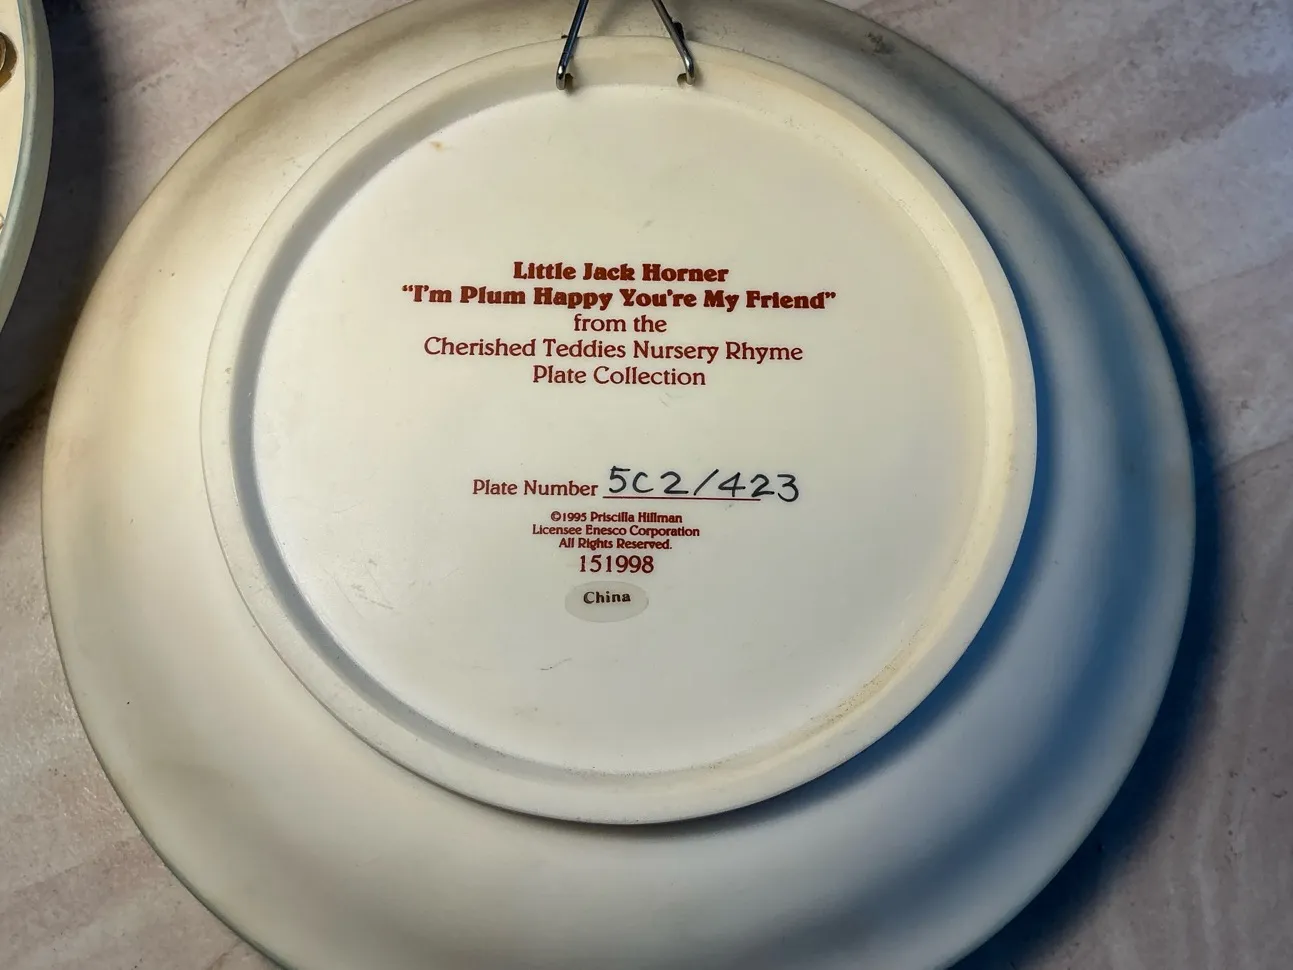 Little Jack Horner
“I'm Plum Happy You're My Friend”
from the
Cherished Teddies Nursery Rhyme
Plate Collection
Plate Number 5C2/423
©1995 Priscilla Hillman
Licensee Enesco Corporation
All Rights Reserved.
151998
China